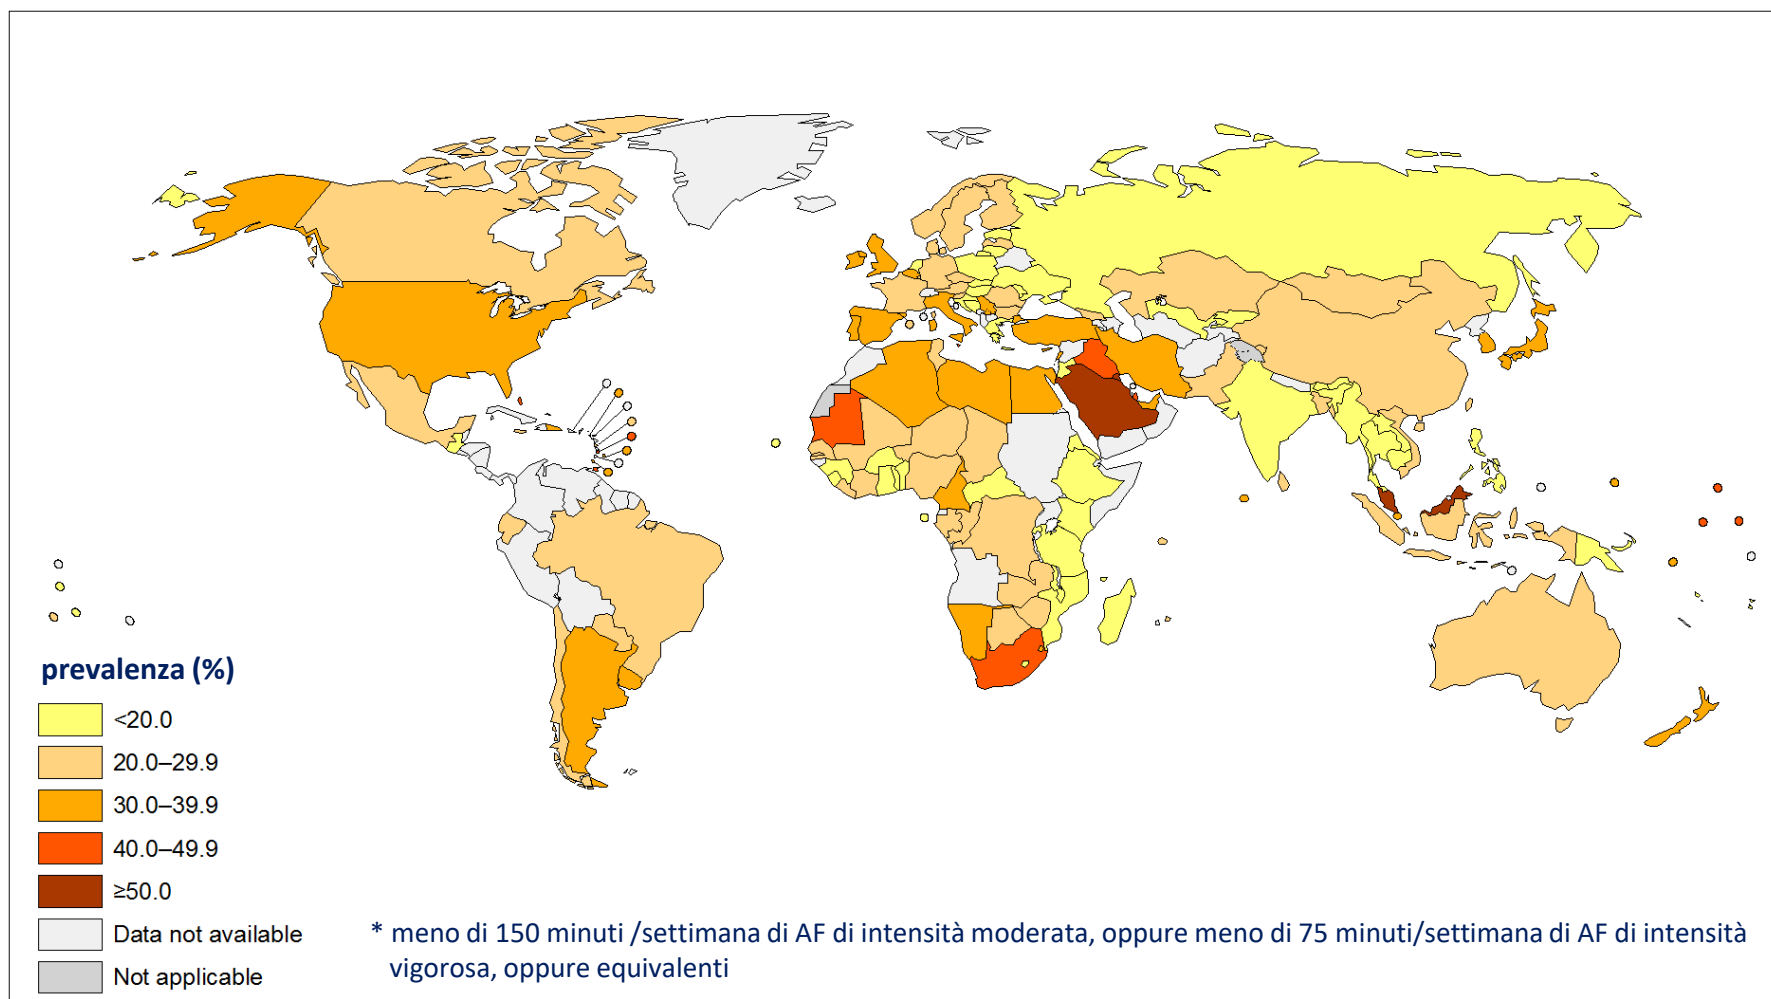 prevalenza (%)
<20.0
20.0–29.9
30.0–39.9
40.0–49.9
≥50.0
Data not available
Not applicable
* meno di 150 minuti /settimana di AF di intensità moderata, oppure meno di 75 minuti/settimana di AF di intensità
vigorosa, oppure equivalenti